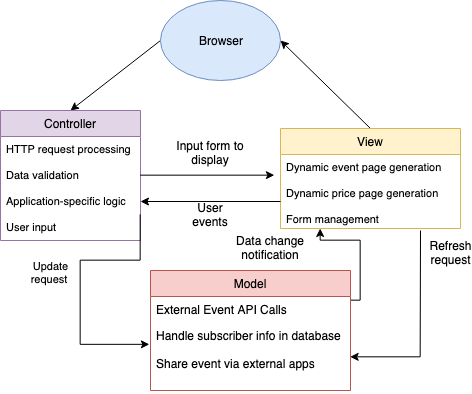 Browser
Controller
HTTP request processing
Data validation
Application-specific logic
User input
Input form to
display
View
Dynamic event page generation
Dynamic price page generation
Form management
User
events
Update
request
Data change
notification
Refresh
request
Model
External Event API Calls
Handle subscriber info in database
Share event via external apps